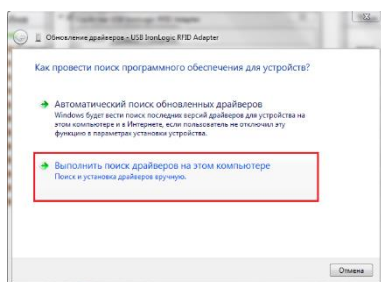 Обновление драйверов - USB IronLogic RFID Adapter
Как провести поиск программного обеспечения для устройств?
Автоматический поиск обновленных драйверов
Windows будет вести поиск последних версий драйверов для устройства на
этом компьютере и в Интернете, если пользователь не отключил эту
функцию в параметрах установки устройства.
Выполнить поиск драйверов на этом компьютере
Поиск и установка драйверов вручную.
Отмена